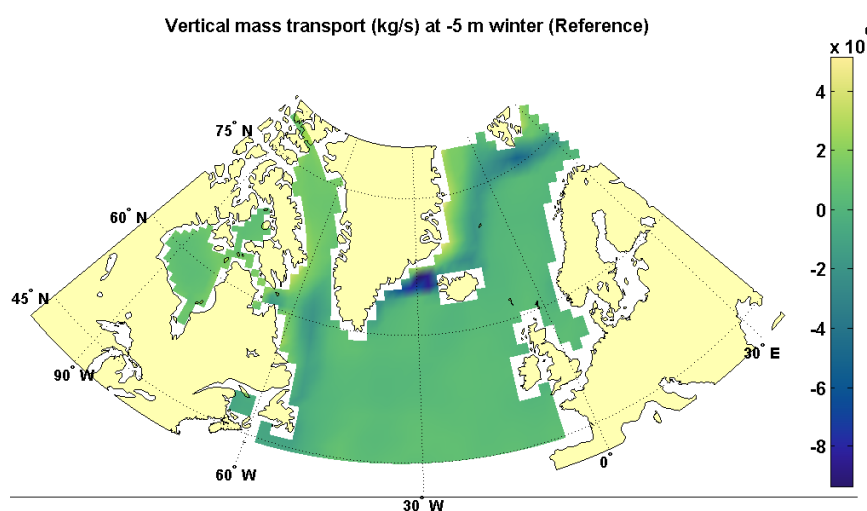 Vertical mass transport (kg/s) at -5 m winter (Reference)
x 10
4
2
0
-2
-4
-6
-8
75° N
60° N
45° N
90° W
60° W
30° W
0°
30° E